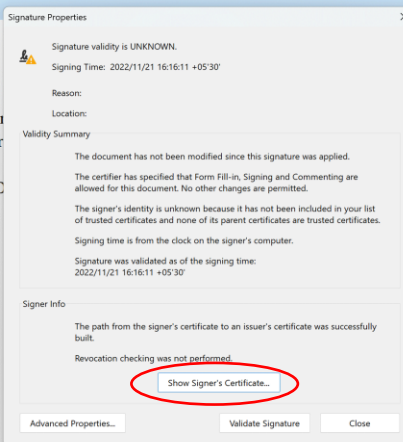 Signature Properties
Signature validity is UNKNOWN.
Signing Time: 2022/11/21 16:16:11 +05'30'
Reason:
Location:
Validity Summary
The document has not been modified since this signature was applied.
The certifier has specified that Form Fill-in, Signing and Commenting are
allowed for this document. No other changes are permitted.
The signer's identity is unknown because it has not been included in your list
of trusted certificates and none of its parent certificates are trusted certificates.
Signing time is from the clock on the signer's computer.
Signature was validated as of the signing time:
2022/11/21 16:16:11 +05'30'
Signer Info
The path from the signer's certificate to an issuer's certificate was successfully
built.
Revocation checking was not performed.
Show Signer's Certificate...
Advanced Properties... Validate Signature Close